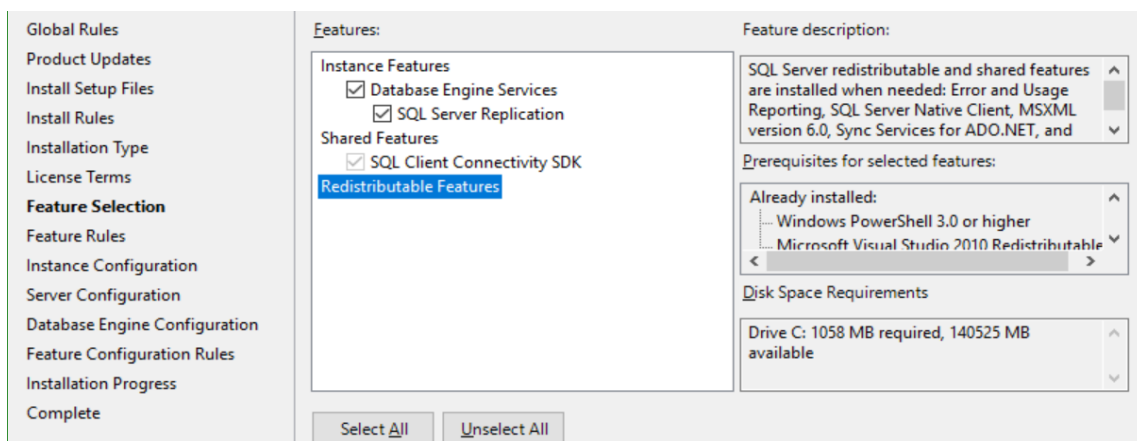 Global Rules
Product Updates
Install Setup Files
Install Rules
Installation Type
License Terms
Feature Selection
Feature Rules
Instance Configuration
Server Configuration
Database Engine Configuration
Feature Configuration Rules
Installation Progress
Complete
Features:
Instance Features
Database Engine Services
SQL Server Replication
Shared Features
SQL Client Connectivity SDK
Redistributable Features
Select All
Unselect All
Feature description:
SQL Server redistributable and shared features
are installed when needed: Error and Usage
Reporting, SQL Server Native Client, MSXML
version 6.0, Sync Services for ADO.NET, and
Prerequisites for selected features:
Already installed:
Windows PowerShell 3.0 or higher
Microsoft Visual Studio 2010 Redistributable
Disk Space Requirements
Drive C: 1058 MB required, 140525 MB
available